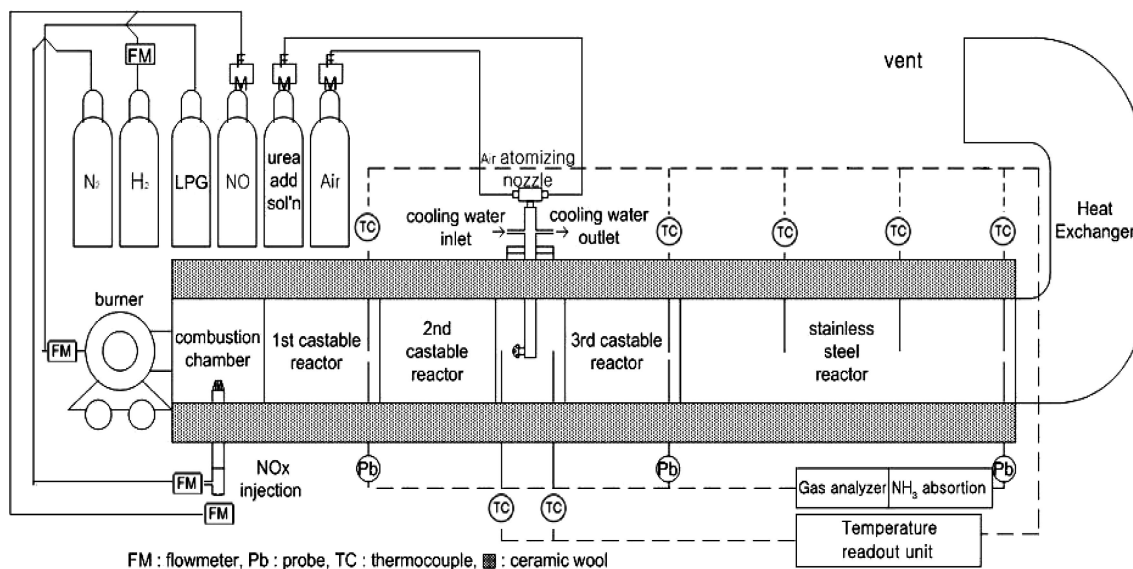 FM
F
M
F
M
F
M
vent
N2
H2
LPG
NO
urea
add
sol'n
Air
Air atomizing
nozzle
cooling water
inlet
cooling water
outlet
TC
TC
TC
TC
TC
Heat
Exchanger
burner
FM
combustion
chamber
1st castable
reactor
2nd
castable
reactor
3rd castable
reactor
stainless
steel
reactor
FM
NOx
injection
FM
Pb
Pb
Pb
TC
TC
Gas analyzer
NH3 absortion
Temperature
readout unit
FM : flowmeter, Pb : probe, TC : thermocouple, : ceramic wool